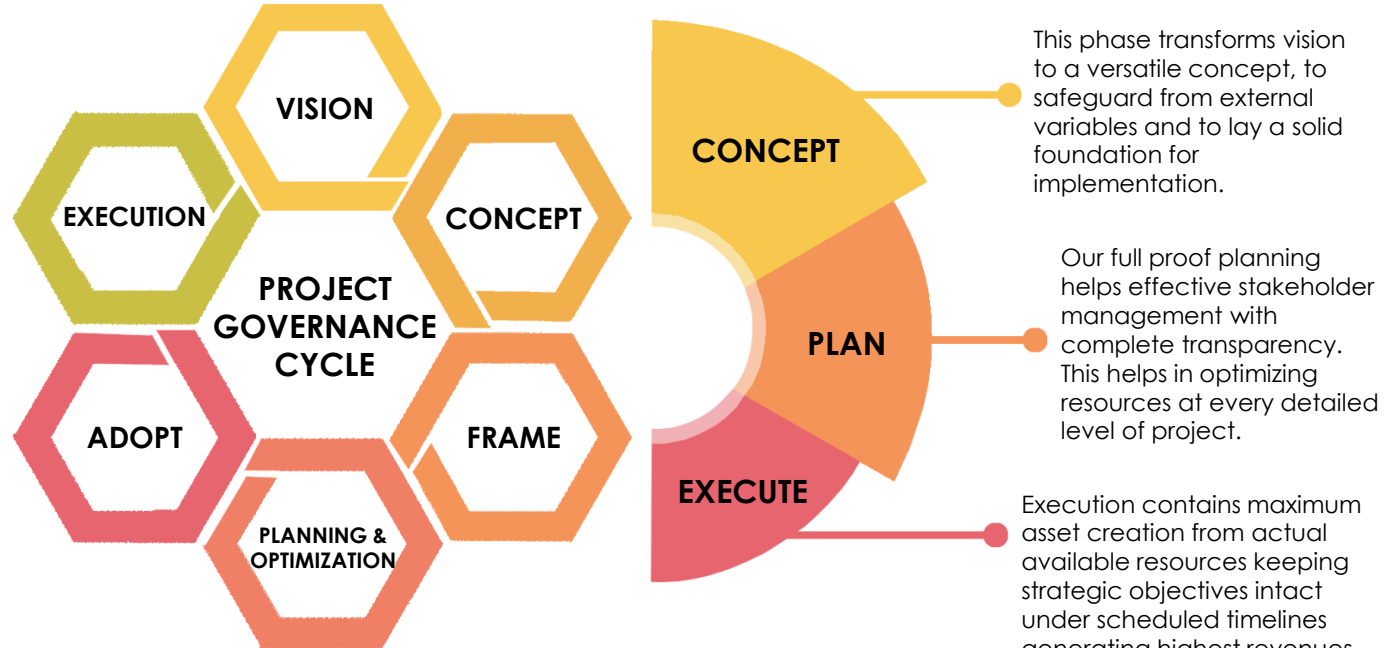 VISION
CONCEPT
FRAME
PLANNING &
OPTIMIZATION
ADOPT
EXECUTION
PROJECT
GOVERNANCE
CYCLE
CONCEPT
This phase transforms vision
to a versatile concept, to
safeguard from external
variables and to lay a solid
foundation for
implementation.
PLAN
Our full proof planning
helps effective stakeholder
management with
complete transparency.
This helps in optimizing
resources at every detailed
level of project.
EXECUTE
Execution contains maximum
asset creation from actual
available resources keeping
strategic objectives intact
under scheduled timelines
generating highest revenues